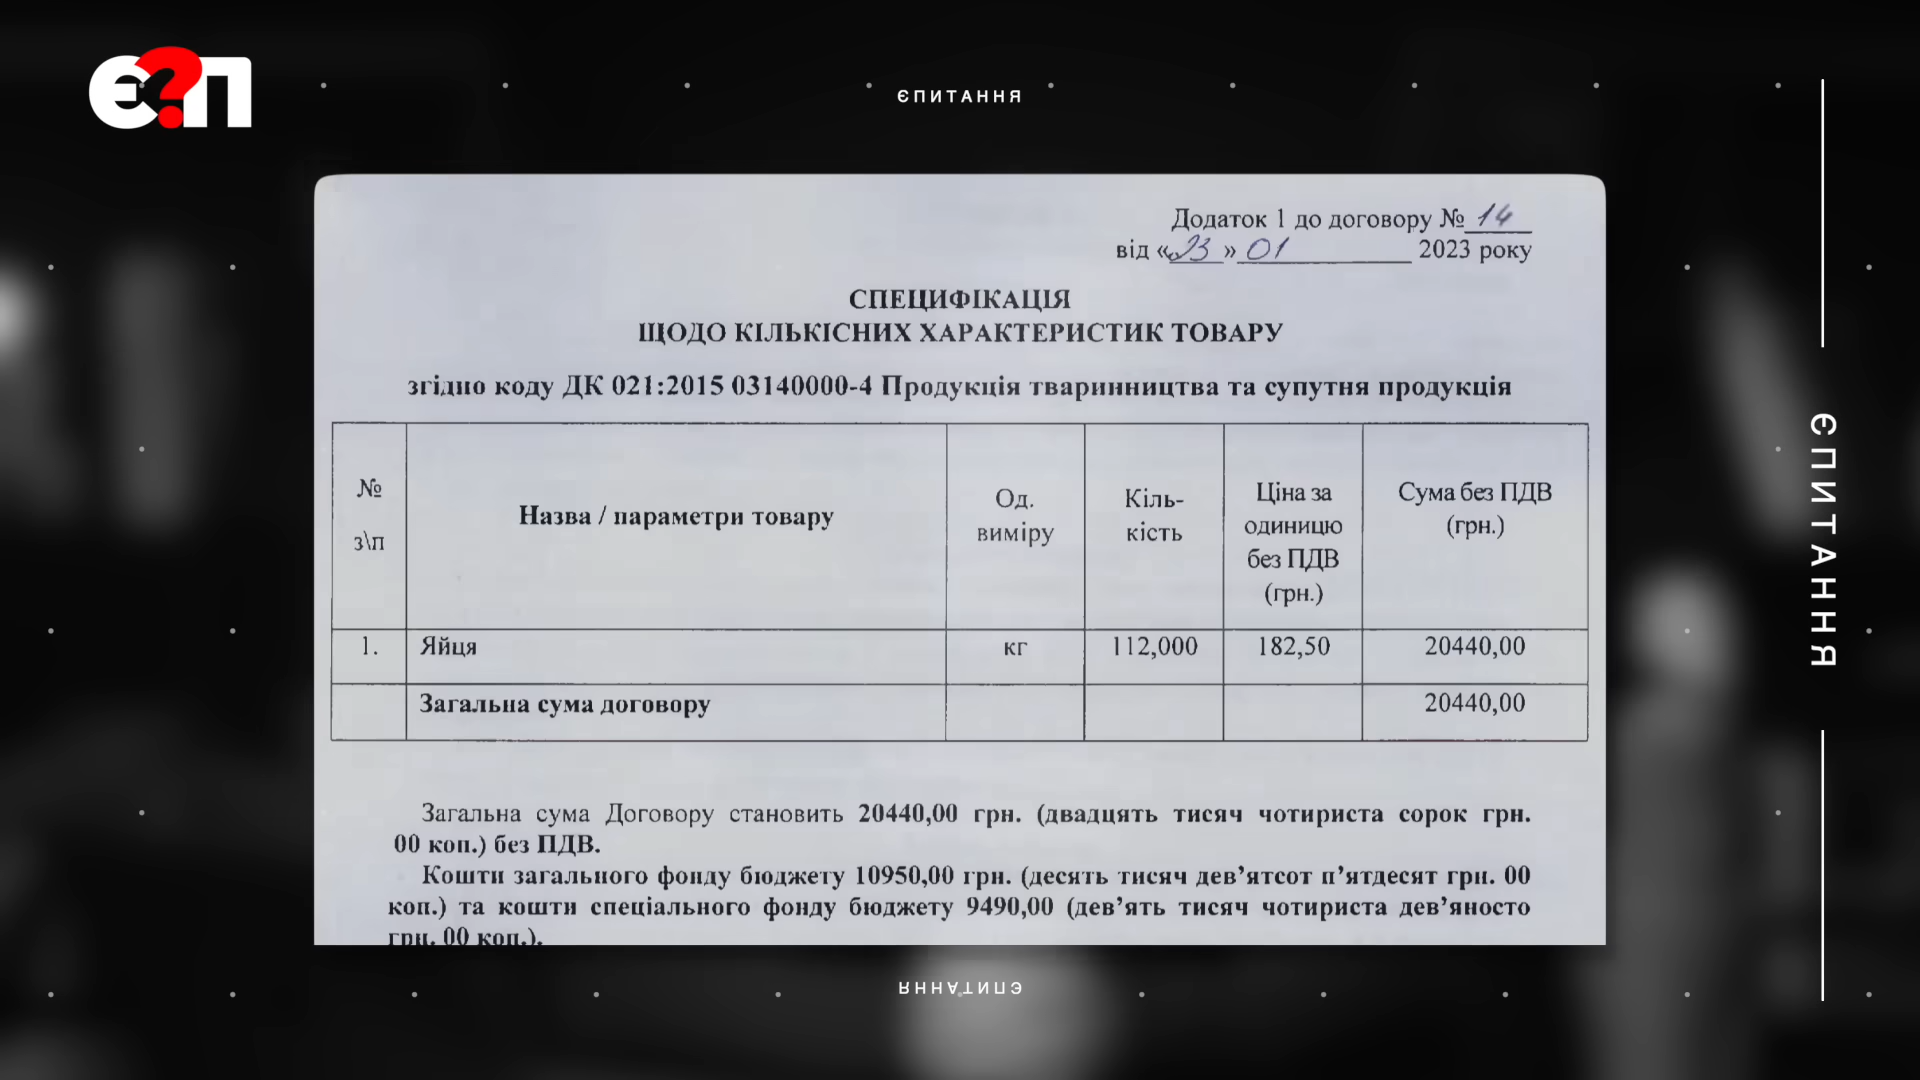 Є?П
ЄПИТАННЯ
Додаток 1 до договору № 14
від «23» 01 2023 року
СПЕЦИФІКАЦІЯ
ЩОДО КІЛЬКІСНИХ ХАРАКТЕРИСТИК ТОВАРУ
згідно коду ДК 021:2015 03140000-4 Продукція тваринництва та супутня продукція
№ з\п Назва / параметри товару Од. виміру Кіль-кість Ціна за одиницю без ПДВ (грн.) Сума без ПДВ (грн.)
1. Яйця кг 112,000 182,50 20440,00
Загальна сума договору 20440,00
Загальна сума Договору становить 20440,00 грн. (двадцять тисяч чотириста сорок грн.
00 коп.) без ПДВ.
Кошти загального фонду бюджету 10950,00 грн. (десять тисяч дев’ятсот п’ятдесят грн. 00
коп.) та кошти спеціального фонду бюджету 9490,00 (дев’ять тисяч чотириста дев’яносто
грн. 00 коп.).
ЄПИТАННЯ
ЄПИТАННЯ